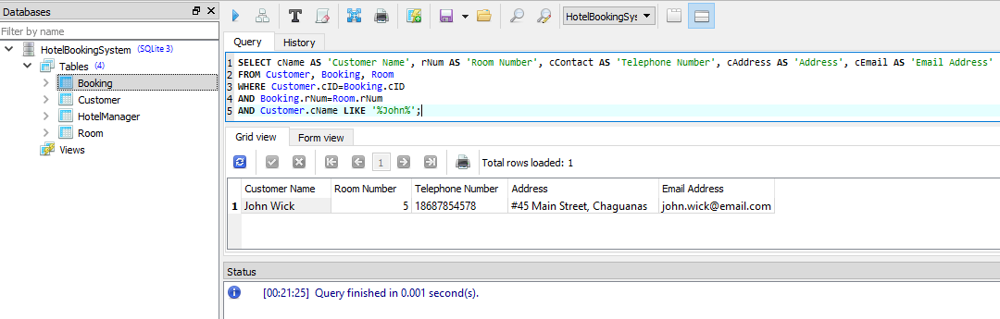 Databases
Filter by name
HotelBookingSystem (SQLite 3)
Tables (4)
Booking
Customer
HotelManager
Room
Views
HotelBookingSys
Query History
1 SELECT cName AS 'Customer Name', rNum AS 'Room Number', cContact AS 'Telephone Number', cAddress AS 'Address', cEmail AS 'Email Address'
2 FROM Customer, Booking, Room
3 WHERE Customer.cID=Booking.cID
4 AND Booking.rNum=Room.rNum
5 AND Customer.cName LIKE '%John%';
Grid view Form view
1 Total rows loaded: 1
Customer Name Room Number Telephone Number Address Email Address
1 John Wick 5 18687854578 #45 Main Street, Chaguanas john.wick@email.com
Status
[00:21:25] Query finished in 0.001 second(s).